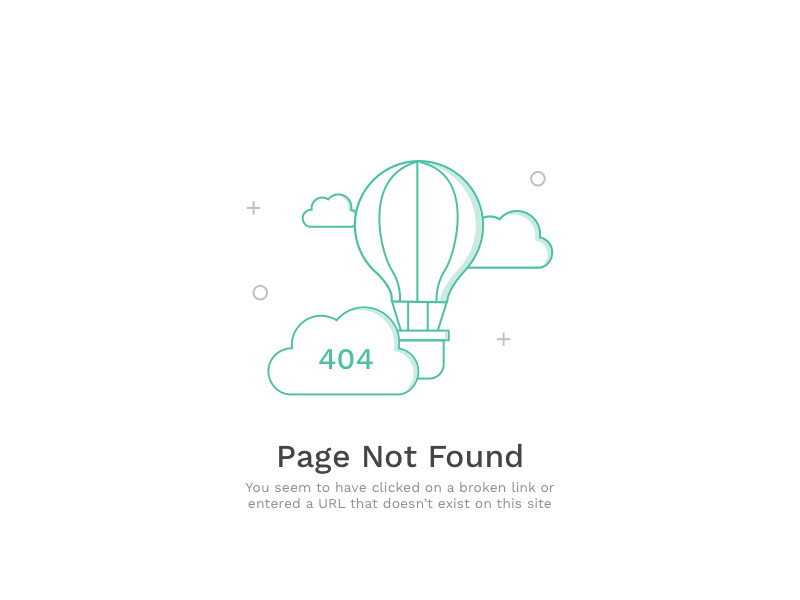 404
Page Not Found
You seem to have clicked on a broken link or
entered a URL that doesn’t exist on this site